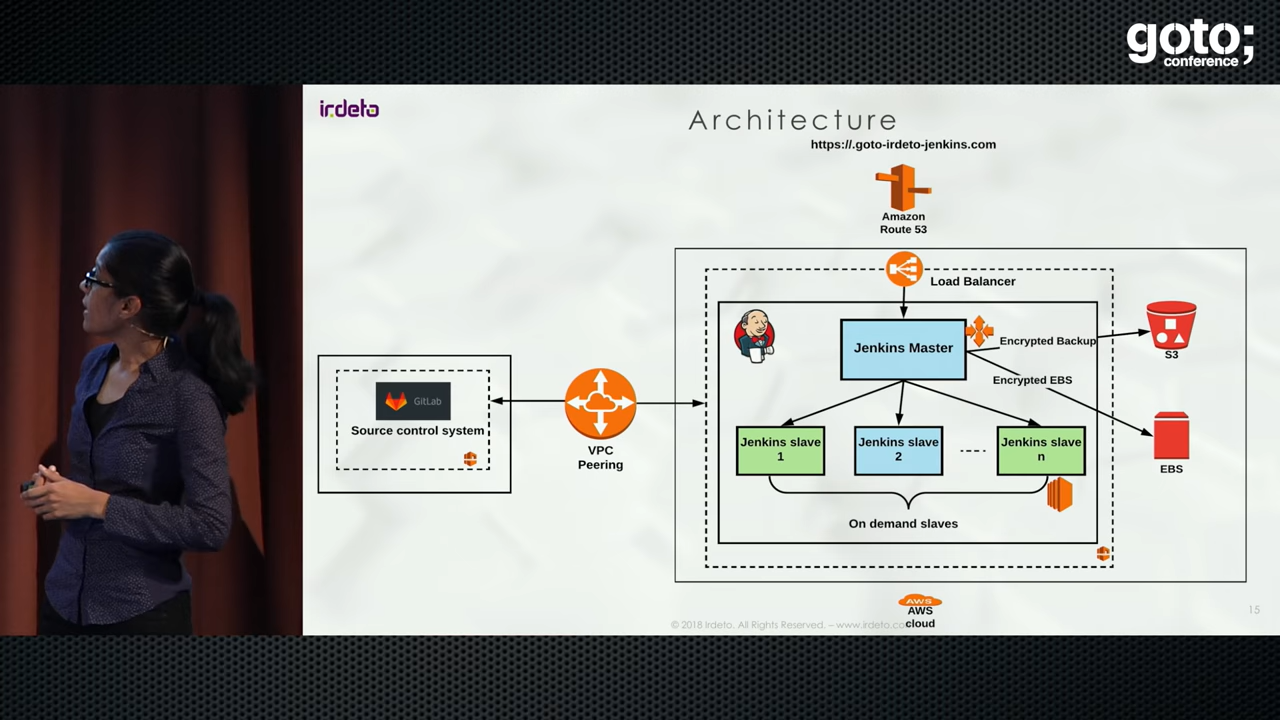 goto;
conference
irdeto
Architecture
https://.goto-irdeto-jenkins.com
Amazon
Route 53
Load Balancer
Jenkins Master
Encrypted Backup
S3
Encrypted EBS
EBS
GitLab
Source control system
VPC
Peering
Jenkins slave
1
Jenkins slave
2
Jenkins slave
n
On demand slaves
AWS
AWS
cloud
© 2018 Irdeto. All Rights Reserved. – www.irdeto.co
15